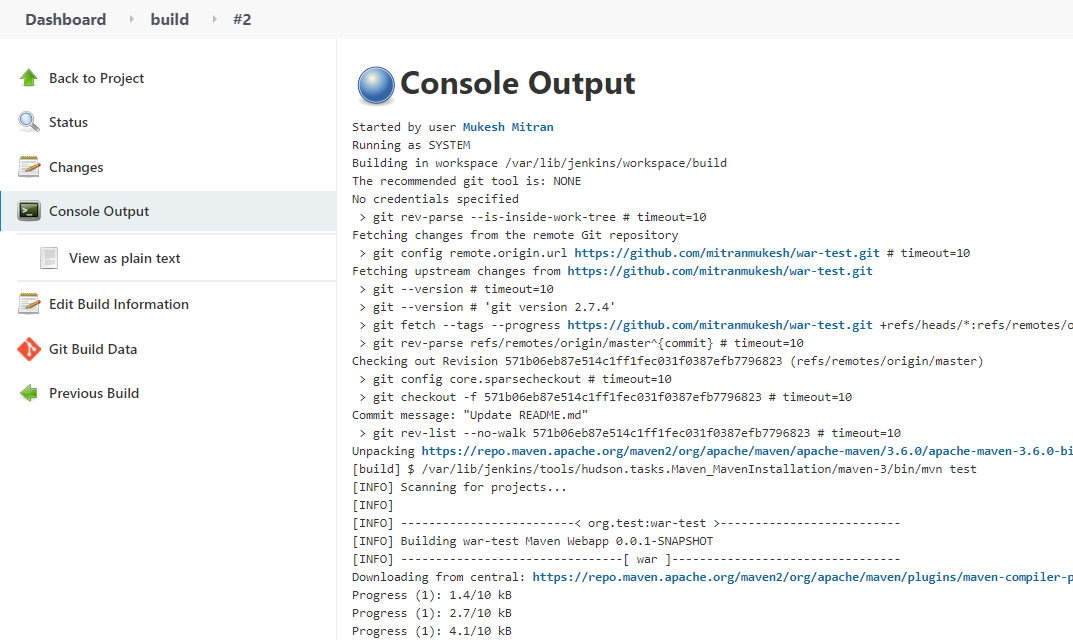 Dashboard build #2
Back to Project
Status
Changes
Console Output
View as plain text
Edit Build Information
Git Build Data
Previous Build
Console Output
Started by user Mukesh Mitran
Running as SYSTEM
Building in workspace /var/lib/jenkins/workspace/build
The recommended git tool is: NONE
No credentials specified
> git rev-parse --is-inside-work-tree # timeout=10
Fetching changes from the remote Git repository
> git config remote.origin.url https://github.com/mitranmukesh/war-test.git # timeout=10
Fetching upstream changes from https://github.com/mitranmukesh/war-test.git
> git --version # timeout=10
> git --version # 'git version 2.7.4'
> git fetch --tags --progress https://github.com/mitranmukesh/war-test.git +refs/heads/*:refs/remotes/o
> git rev-parse refs/remotes/origin/master^{commit} # timeout=10
Checking out Revision 571b06eb87e514c1ff1fec031f0387efb7796823 (refs/remotes/origin/master)
> git config core.sparsecheckout # timeout=10
> git checkout -f 571b06eb87e514c1ff1fec031f0387efb7796823 # timeout=10
Commit message: "Update README.md"
> git rev-list --no-walk 571b06eb87e514c1ff1fec031f0387efb7796823 # timeout=10
Unpacking https://repo.maven.apache.org/maven2/org/apache/maven/apache-maven/3.6.0/apache-maven-3.6.0-bi
[build] $ /var/lib/jenkins/tools/hudson.tasks.Maven_MavenInstallation/maven-3/bin/mvn test
[INFO] Scanning for projects...
[INFO]
[INFO] -------------------------< org.test:war-test >--------------------------
[INFO] Building war-test Maven Webapp 0.0.1-SNAPSHOT
[INFO] --------------------------------[ war ]---------------------------------
Downloading from central: https://repo.maven.apache.org/maven2/org/apache/maven/plugins/maven-compiler-p
Progress (1): 1.4/10 kB
Progress (1): 2.7/10 kB
Progress (1): 4.1/10 kB